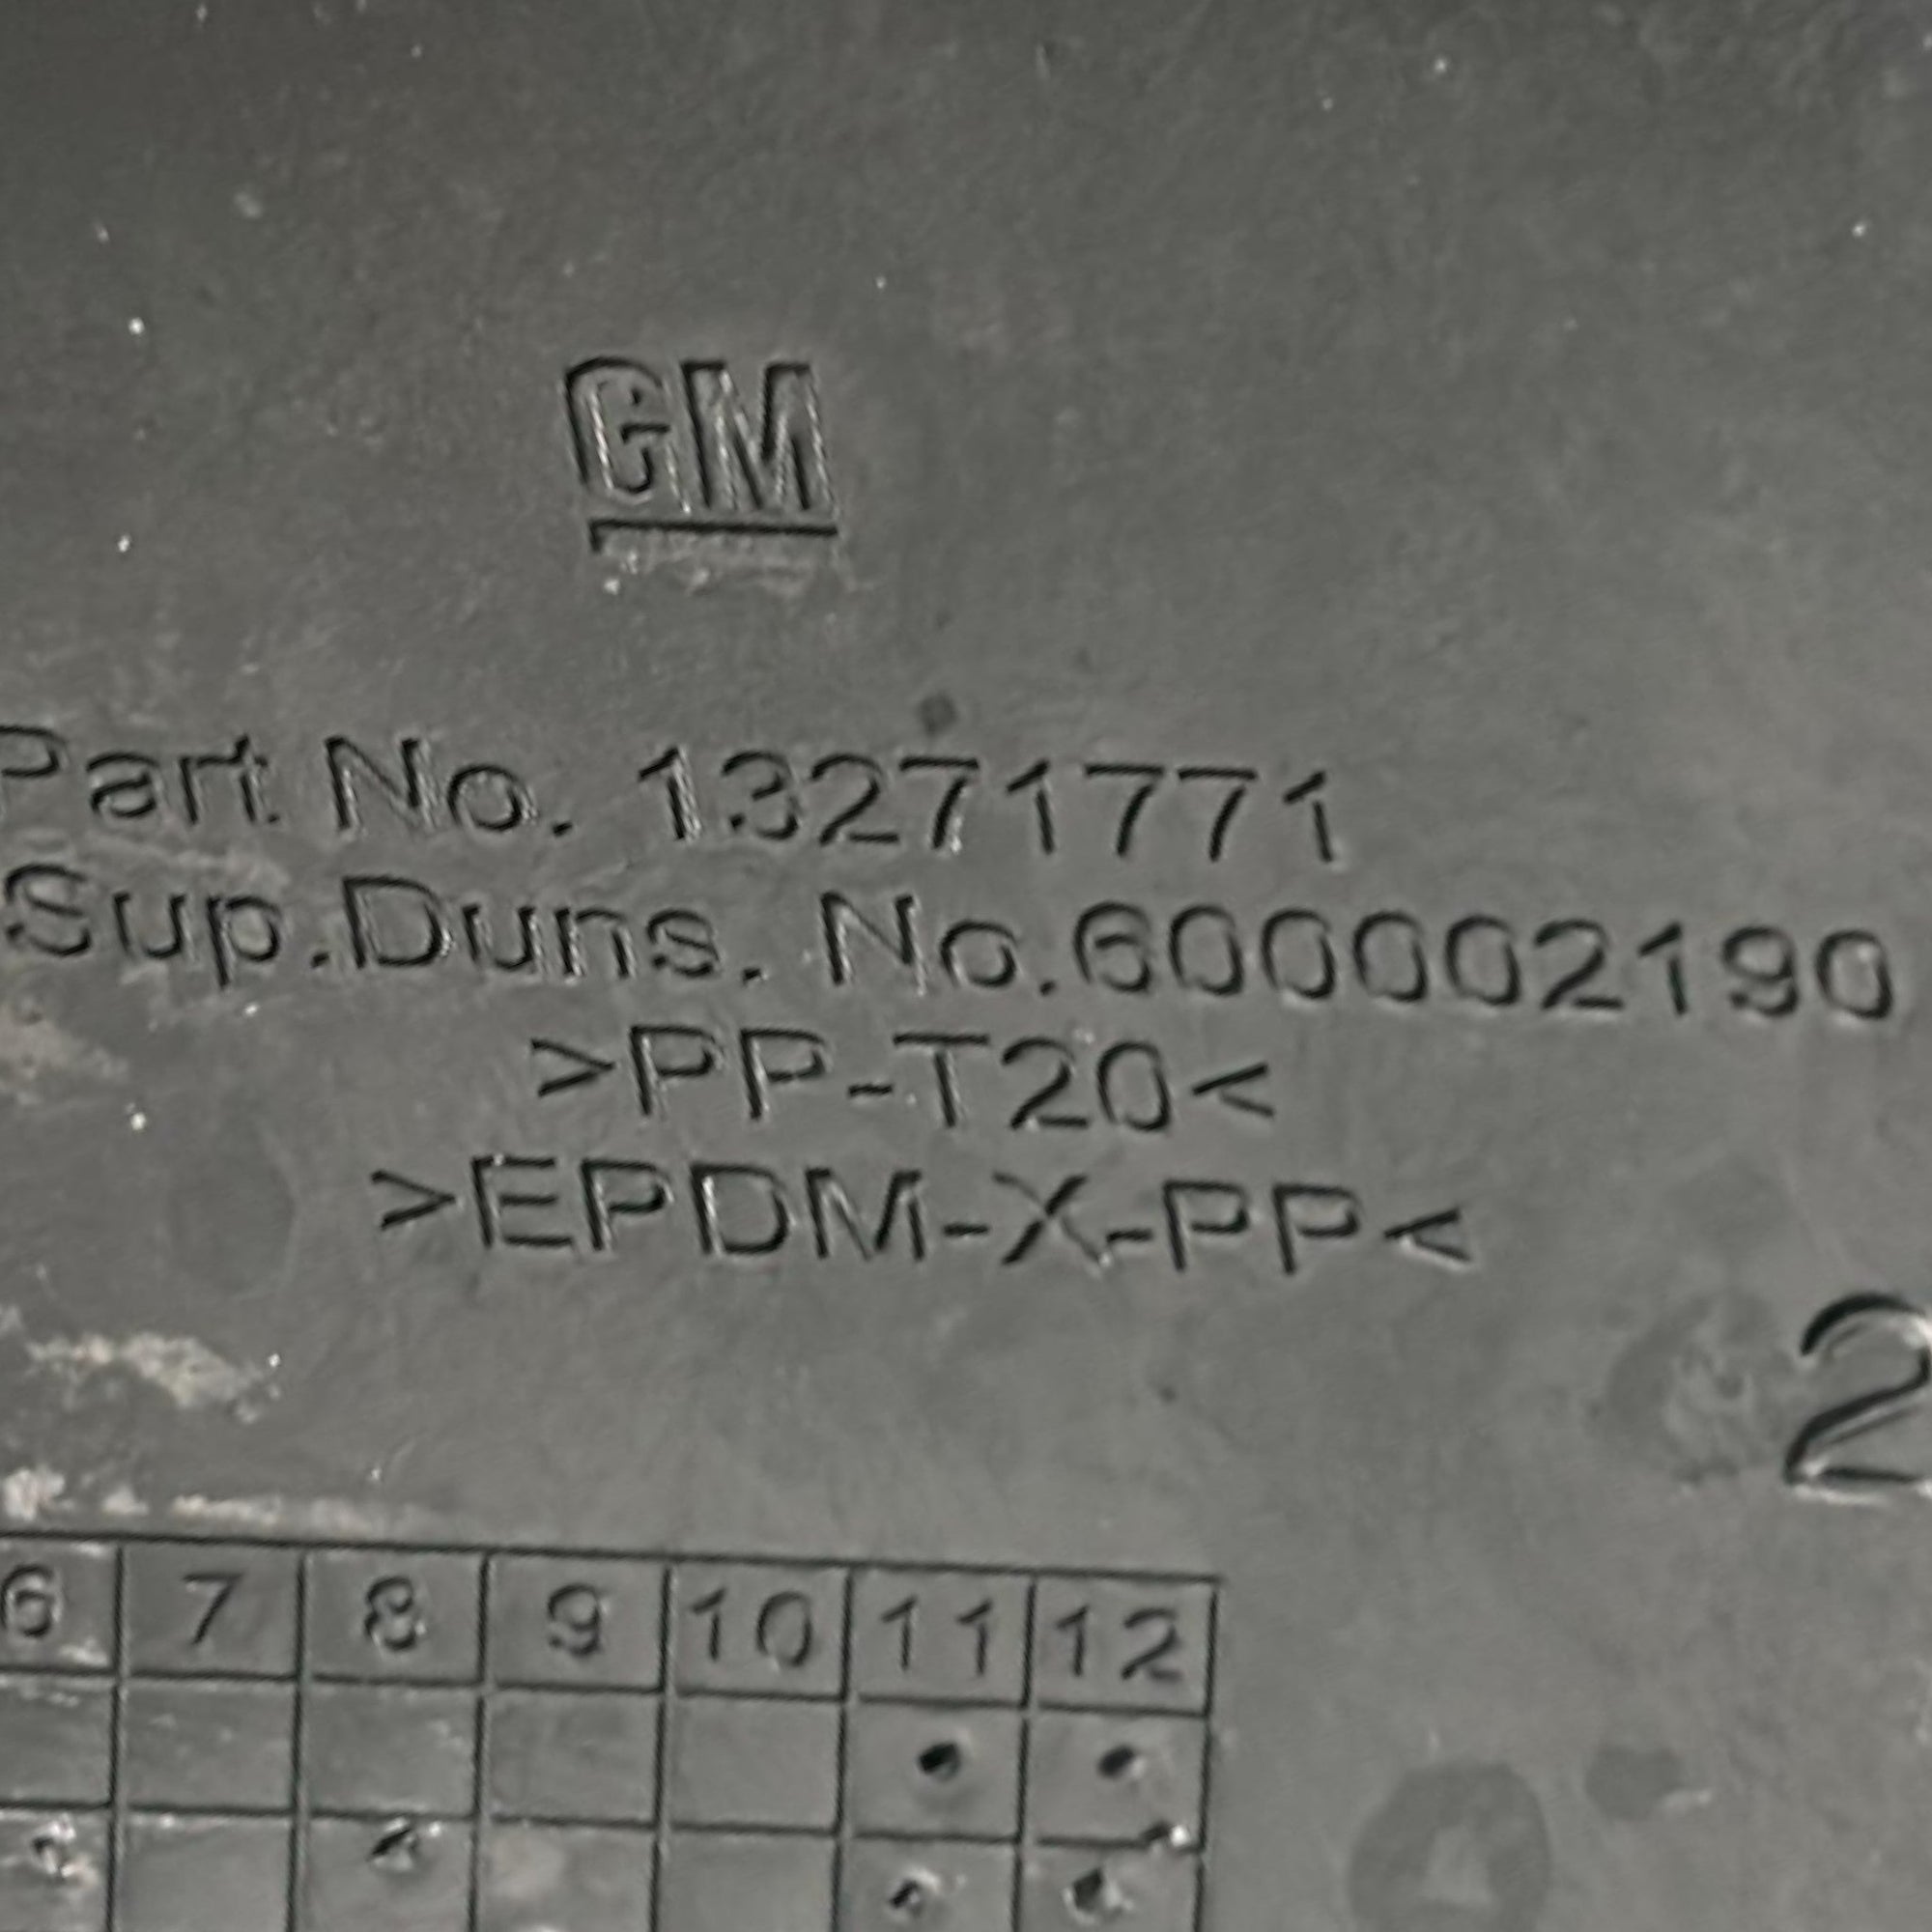 GM
Part No. 13271771
Sup.Duns. No.600002190
>PP-T20<
>EPDM-X-PP<
2
6 7 8 9 10 11 12